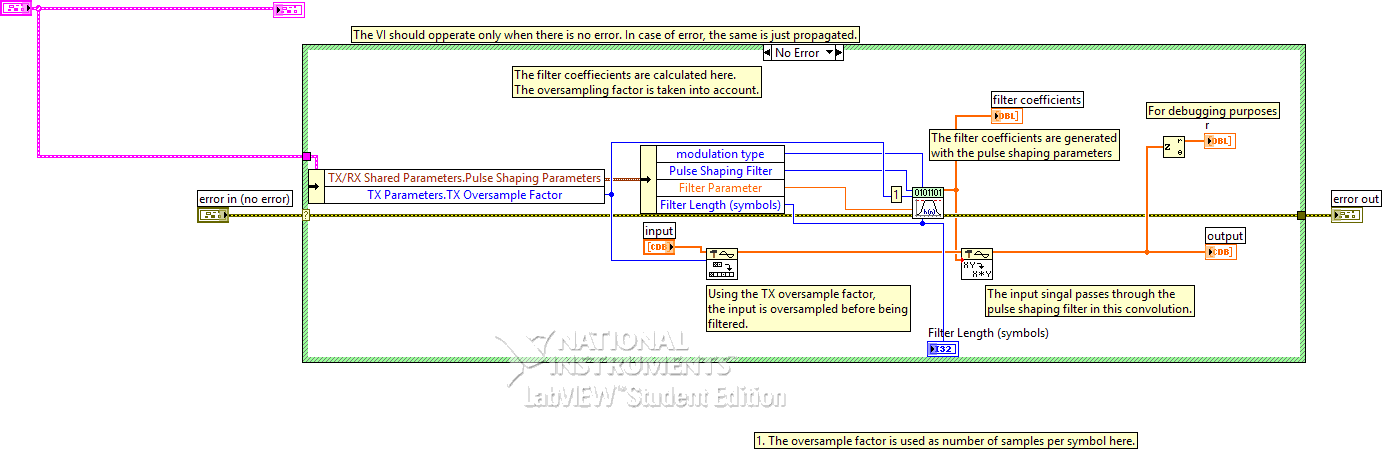 The VI should opperate only when there is no error. In case of error, the same is just propagated.
No Error
The filter coeffiecients are calculated here.
The oversampling factor is taken into account.
filter coefficients
DBL]
For debugging purposes
r
DBL]
The filter coefficients are generated
with the pulse shaping parameters
z
r
θ
modulation type
Pulse Shaping Filter
Filter Parameter
Filter Length (symbols)
TX/RX Shared Parameters.Pulse Shaping Parameters
TX Parameters.TX Oversample Factor
1
0101101
h(n)
error in (no error)
?
error out
input
[CDB
output
CDB]
T
T
XY
X*Y
Using the TX oversample factor,
the input is oversampled before being
filtered.
The input singal passes through the
pulse shaping filter in this convolution.
Filter Length (symbols)
I32
NATIONAL
INSTRUMENTS™
LabVIEW™ Student Edition
1. The oversample factor is used as number of samples per symbol here.